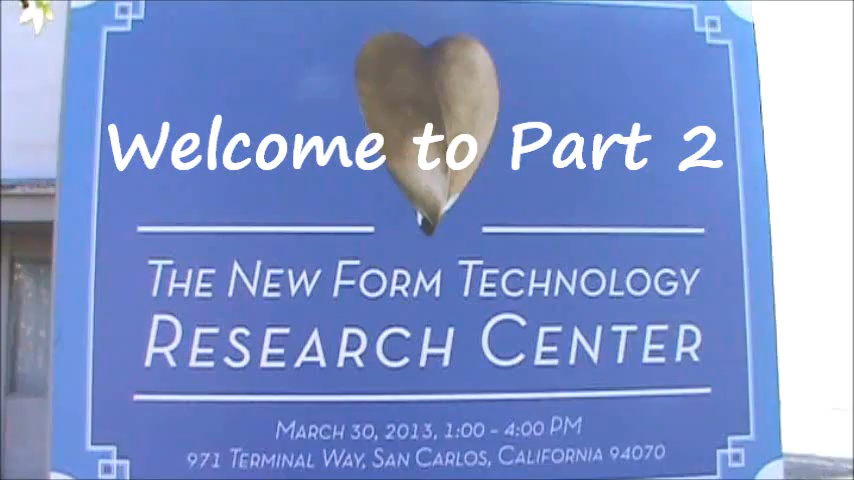 Welcome to Part 2
THE NEW FORM TECHNOLOGY
RESEARCH CENTER
MARCH 30, 2013, 1:00 – 4:00 PM
971 TERMINAL WAY, SAN CARLOS, CALIFORNIA 94070